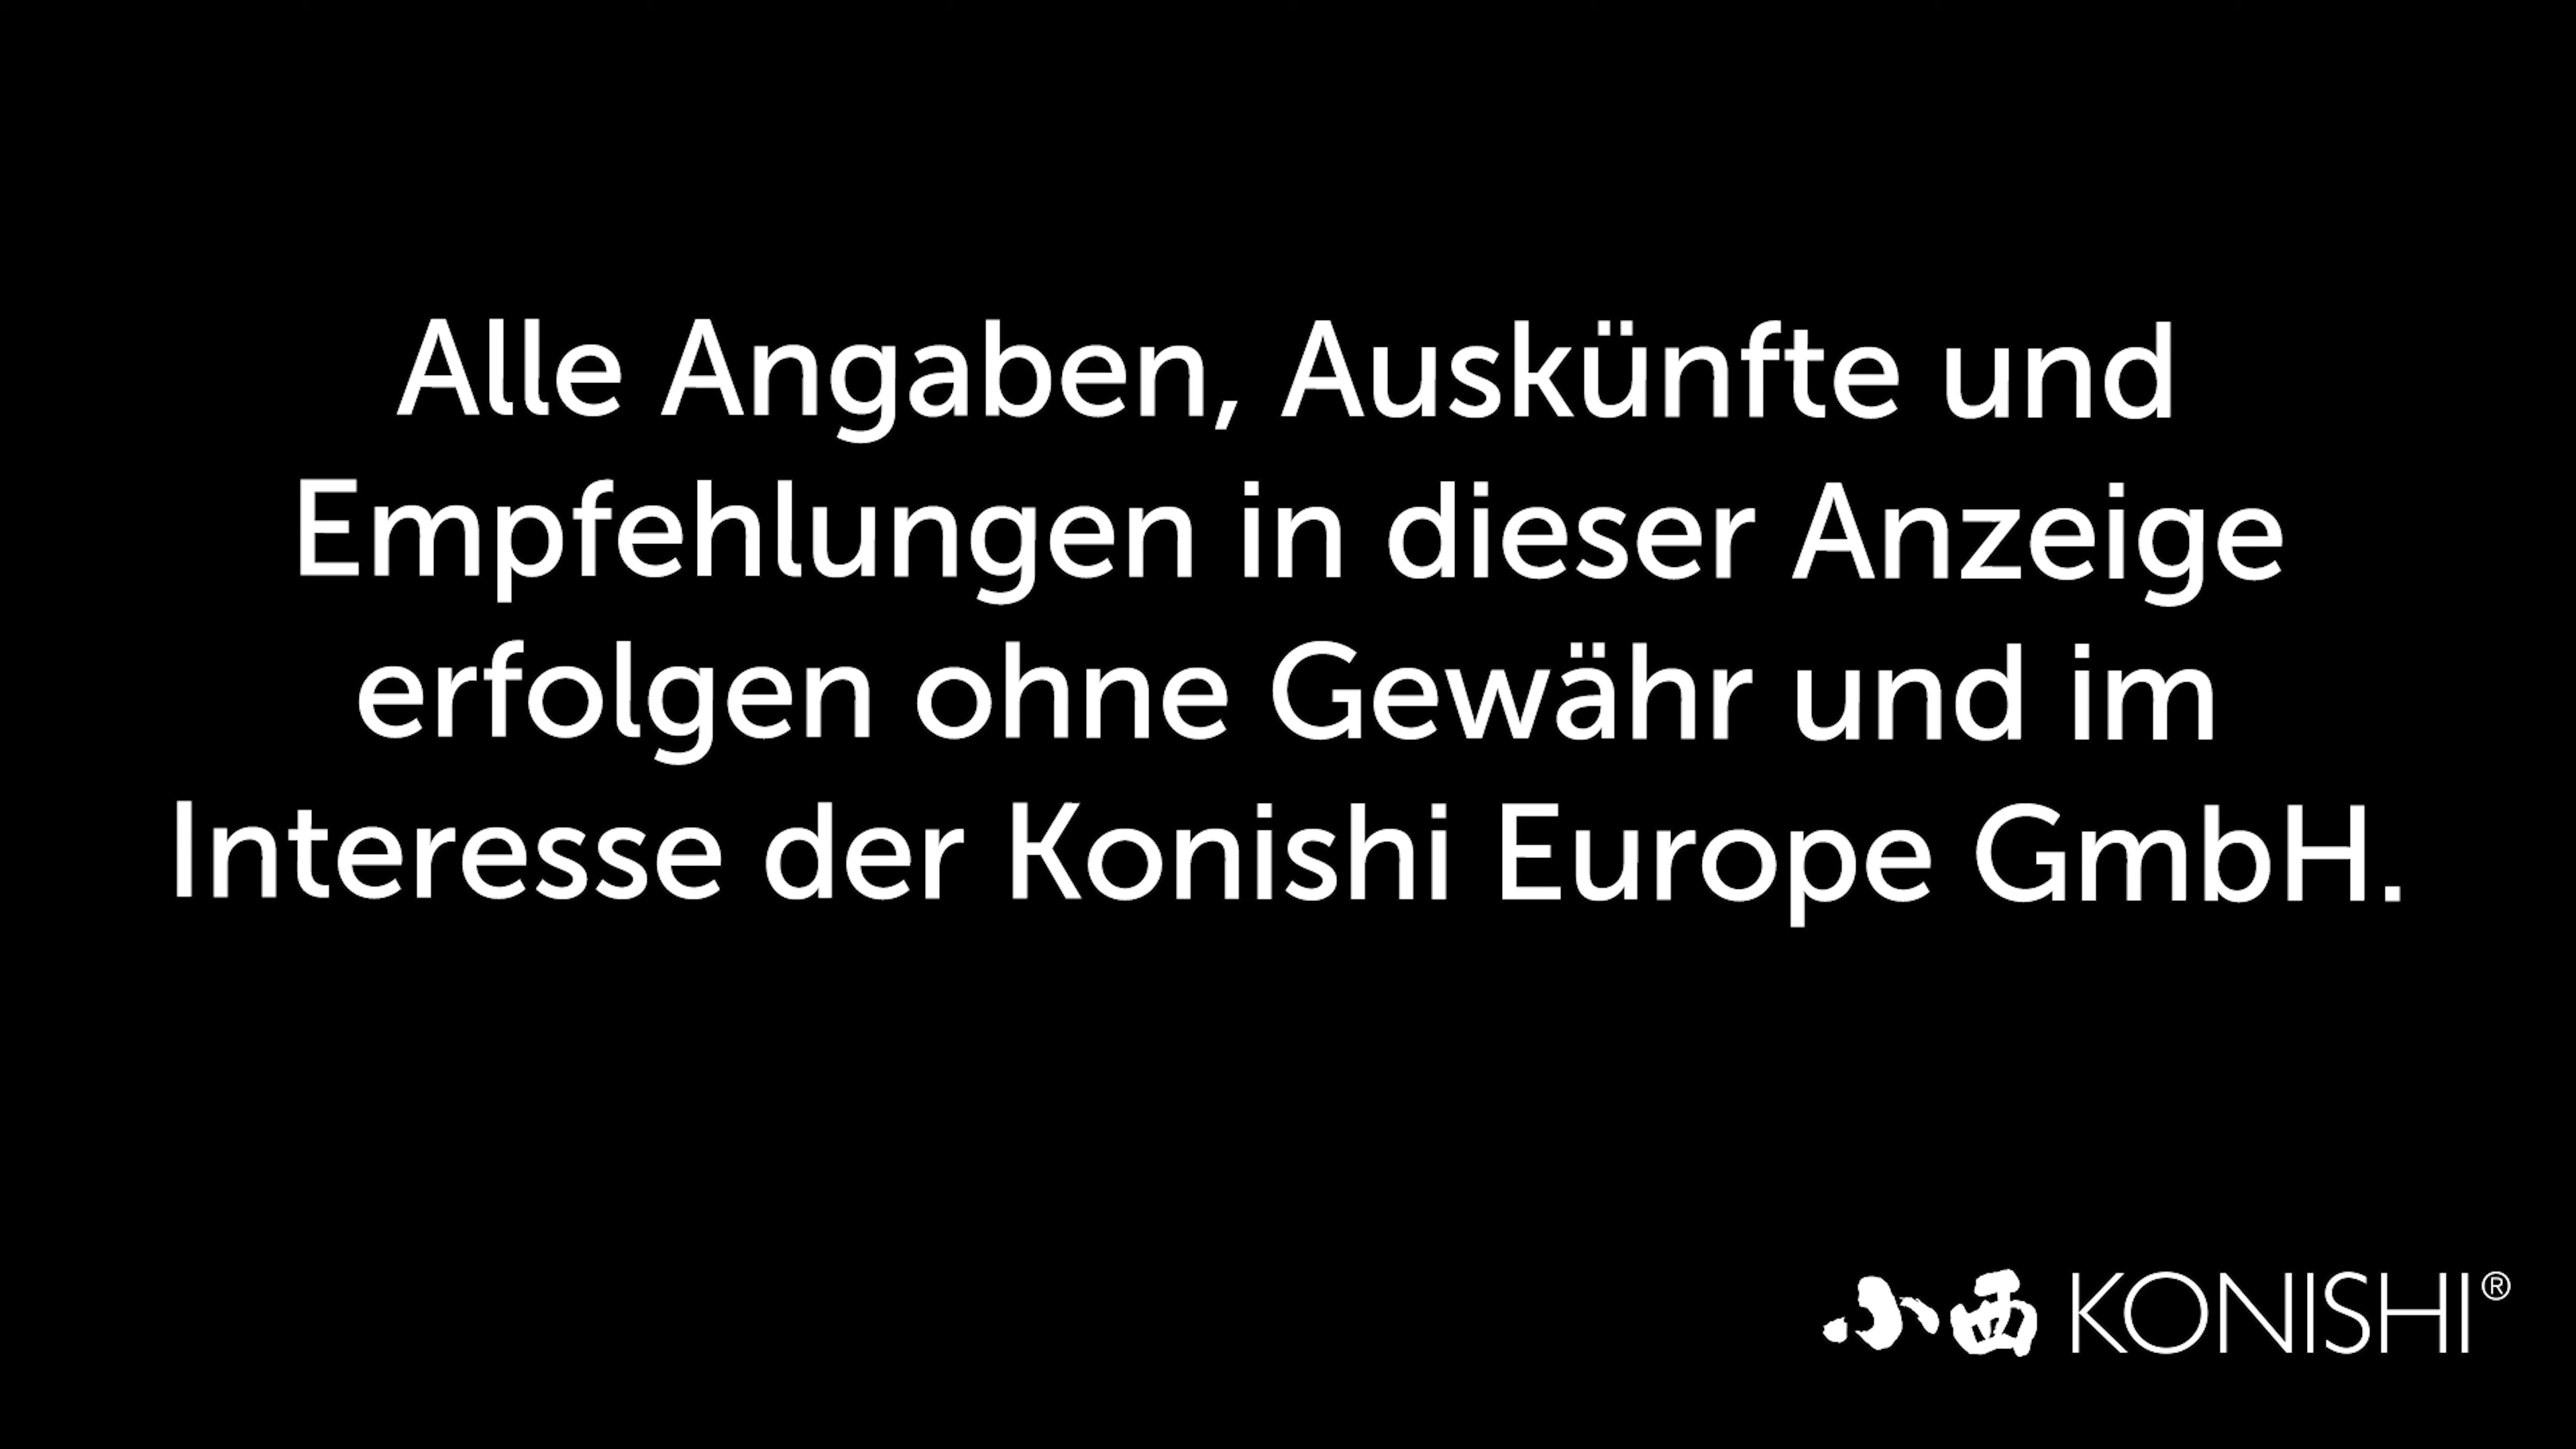 Alle Angaben, Auskünfte und
Empfehlungen in dieser Anzeige
erfolgen ohne Gewähr und im
Interesse der Konishi Europe GmbH.
小西 KONISHI®